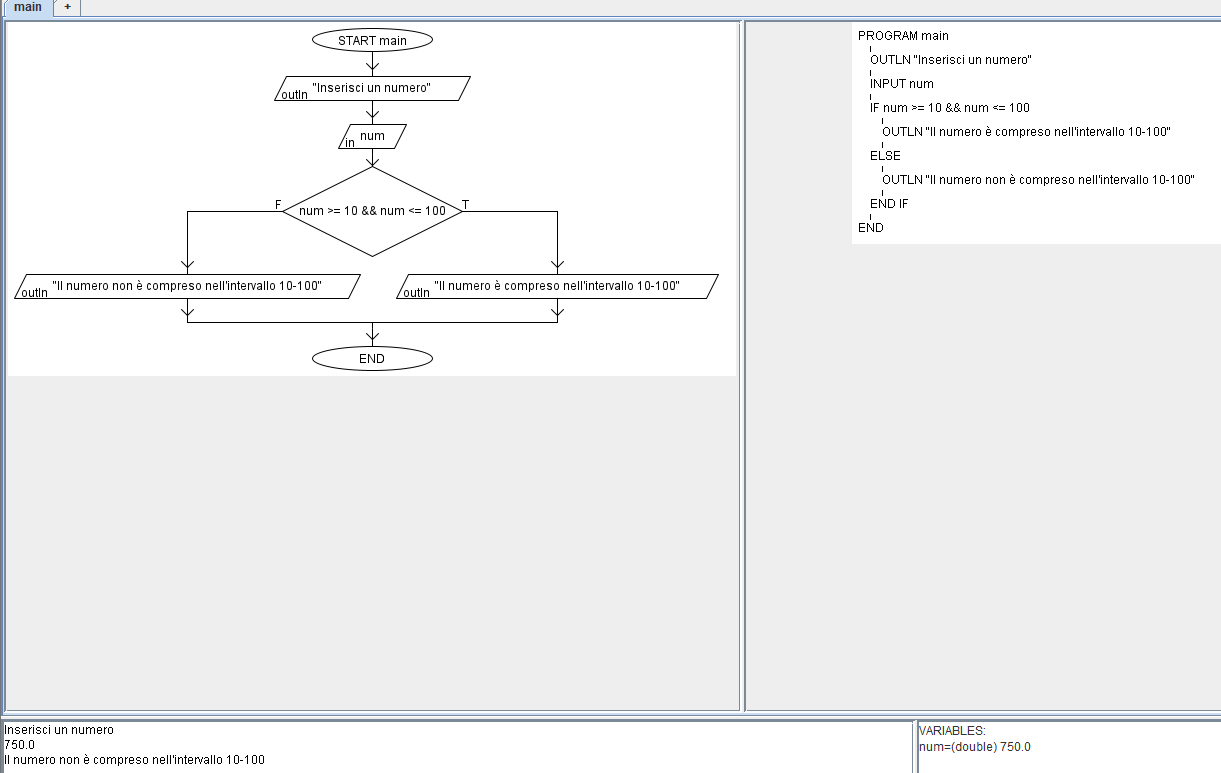 main +
START main
"Inserisci un numero"
outln
num
in
F T
num >= 10 && num <= 100
"Il numero non è compreso nell'intervallo 10-100"
outln
"Il numero è compreso nell'intervallo 10-100"
outln
END
PROGRAM main
OUTLN "Inserisci un numero"
INPUT num
IF num >= 10 && num <= 100
OUTLN "Il numero è compreso nell'intervallo 10-100"
ELSE
OUTLN "Il numero non è compreso nell'intervallo 10-100"
END IF
END
Inserisci un numero
750.0
Il numero non è compreso nell'intervallo 10-100
VARIABLES:
num=(double) 750.0